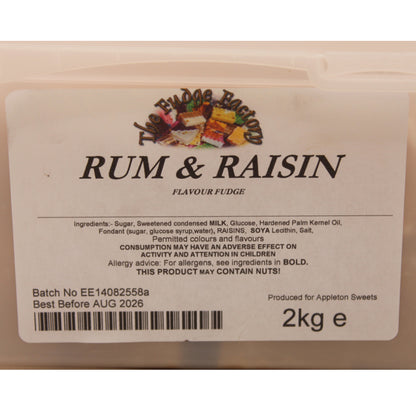 The Fudge Factory
RUM & RAISIN
FLAVOUR FUDGE
Ingredients:- Sugar, Sweetened condensed MILK, Glucose, Hardened Palm Kernel Oil,
Fondant (sugar, glucose syrup,water), RAISINS, SOYA Lecithin, Salt,
Permitted colours and flavours
CONSUMPTION MAY HAVE AN ADVERSE EFFECT ON
ACTIVITY AND ATTENTION IN CHILDREN
Allergy advice: For allergens, see ingredients in BOLD.
THIS PRODUCT MAY CONTAIN NUTS!
Batch No EE14082558a
Best Before AUG 2026
Produced for Appleton Sweets
2kg e